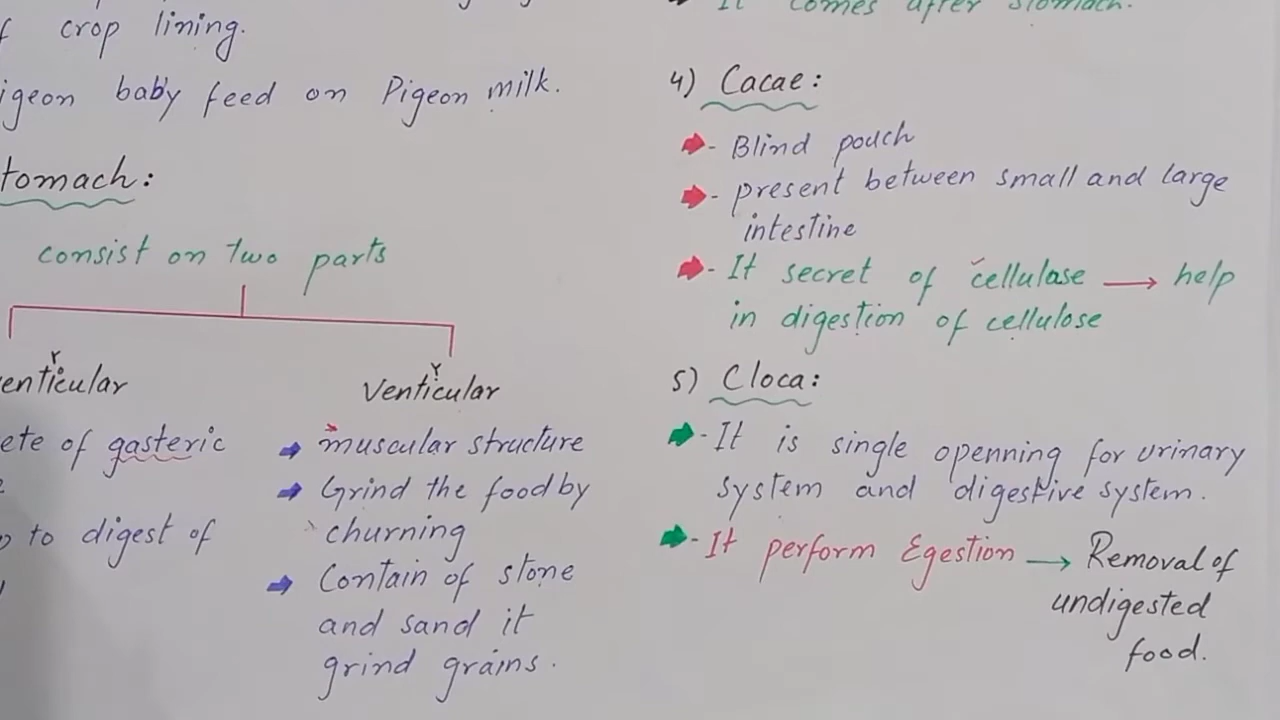 crop lining.
igeon baby feed on Pigeon milk.
tomach:
consist on two parts
enticular
ete of gasteric
to digest of
Venticular
muscular structure
Grind the food by
churning
Contain of stone
and sand it
grind grains.
It comes after stomach.
4) Cacae:
- Blind pouch
- present between small and large
intestine
- It secret of cellulase → help
in digestion of cellulose
5) Cloca:
- It is single openning for urinary
system and digestive system.
- It perform Egestion → Removal of
undigested
food.